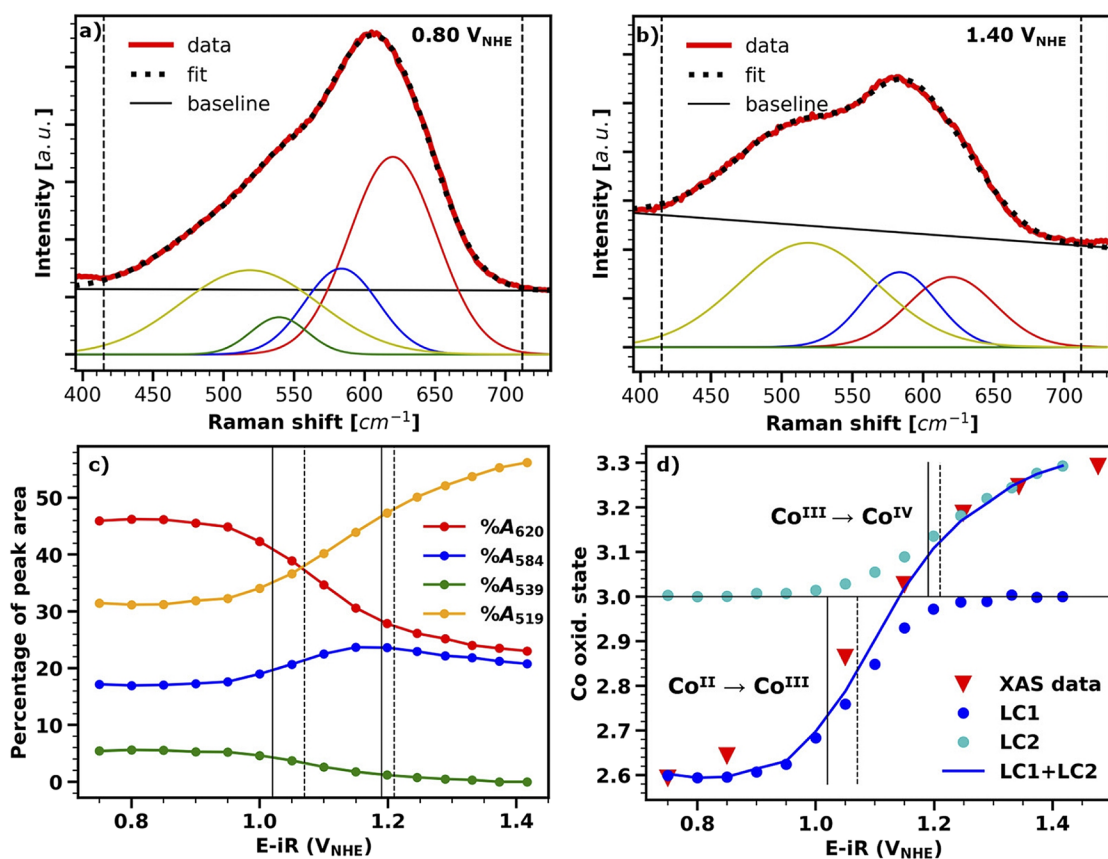 a)
0.80 V_NHE
data
fit
baseline
Intensity [a. u.]
400 450 500 550 600 650 700
Raman shift [cm⁻¹]
b)
1.40 V_NHE
data
fit
baseline
Intensity [a. u.]
400 450 500 550 600 650 700
Raman shift [cm⁻¹]
c)
%A₆₂₀
%A₅₈₄
%A₅₃₉
%A₅₁₉
Percentage of peak area
50
40
30
20
10
0
0.8 1.0 1.2 1.4
E-iR (V_NHE)
d)
Co^III → Co^IV
Co^II → Co^III
XAS data
LC1
LC2
LC1+LC2
Co oxid. state
3.3
3.2
3.1
3.0
2.9
2.8
2.7
2.6
0.8 1.0 1.2 1.4
E-iR (V_NHE)